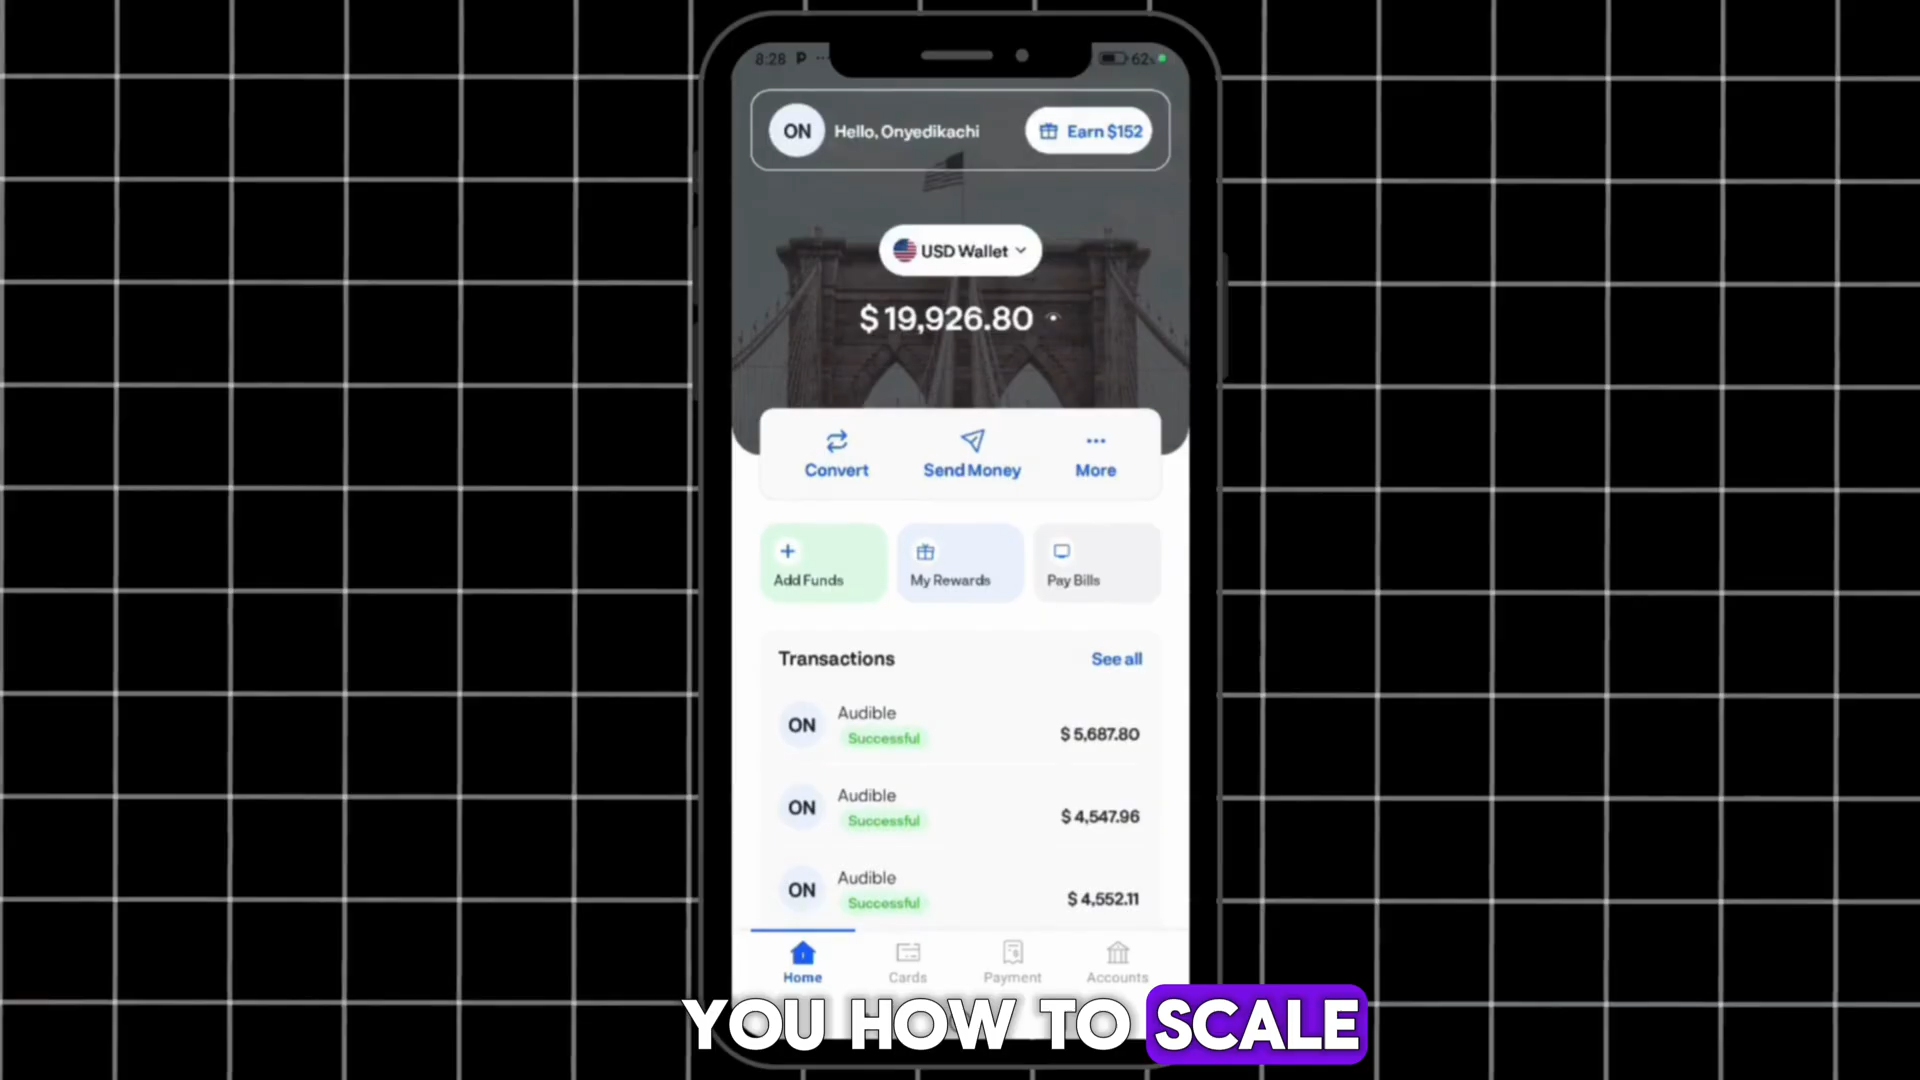 8:28 P ... 62%
ON Hello, Onyedikachi Earn $152
USD Wallet
$ 19,926.80
Convert Send Money More
Add Funds My Rewards Pay Bills
Transactions See all
ON Audible
Successful $ 5,687.80
ON Audible
Successful $ 4,547.96
ON Audible
Successful $ 4,552.11
Home Cards Payment Accounts
YOU HOW TO SCALE